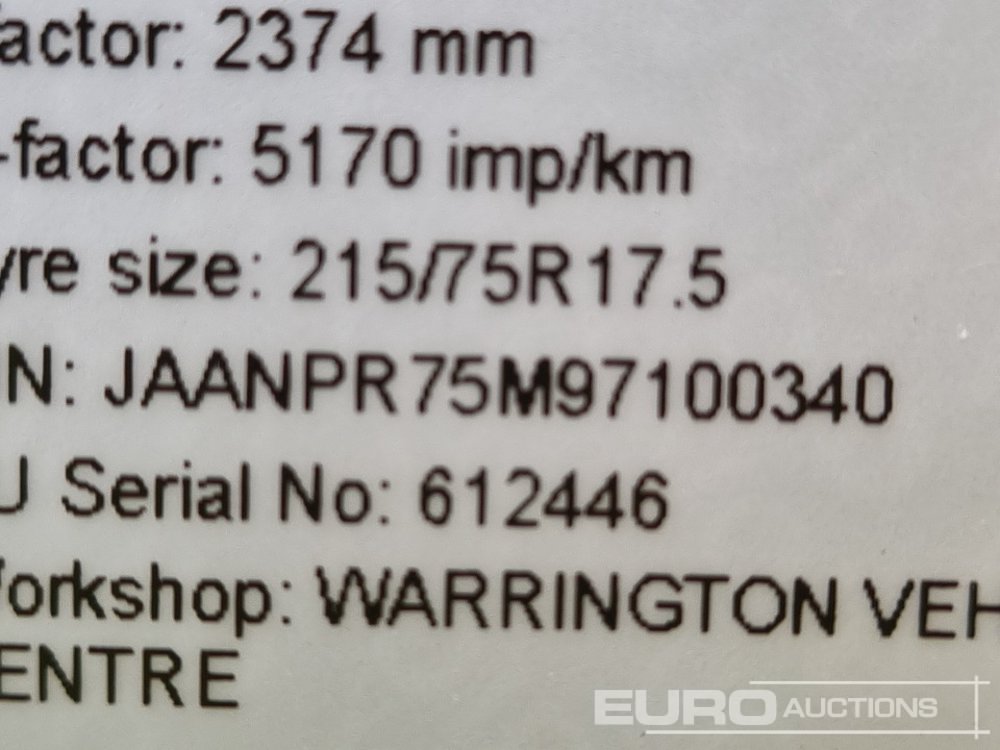 actor: 2374 mm
-factor: 5170 imp/km
yre size: 215/75R17.5
N: JAANPR75M97100340
U Serial No: 612446
orkshop: WARRINGTON VEH
ENTRE
EURO AUCTIONS